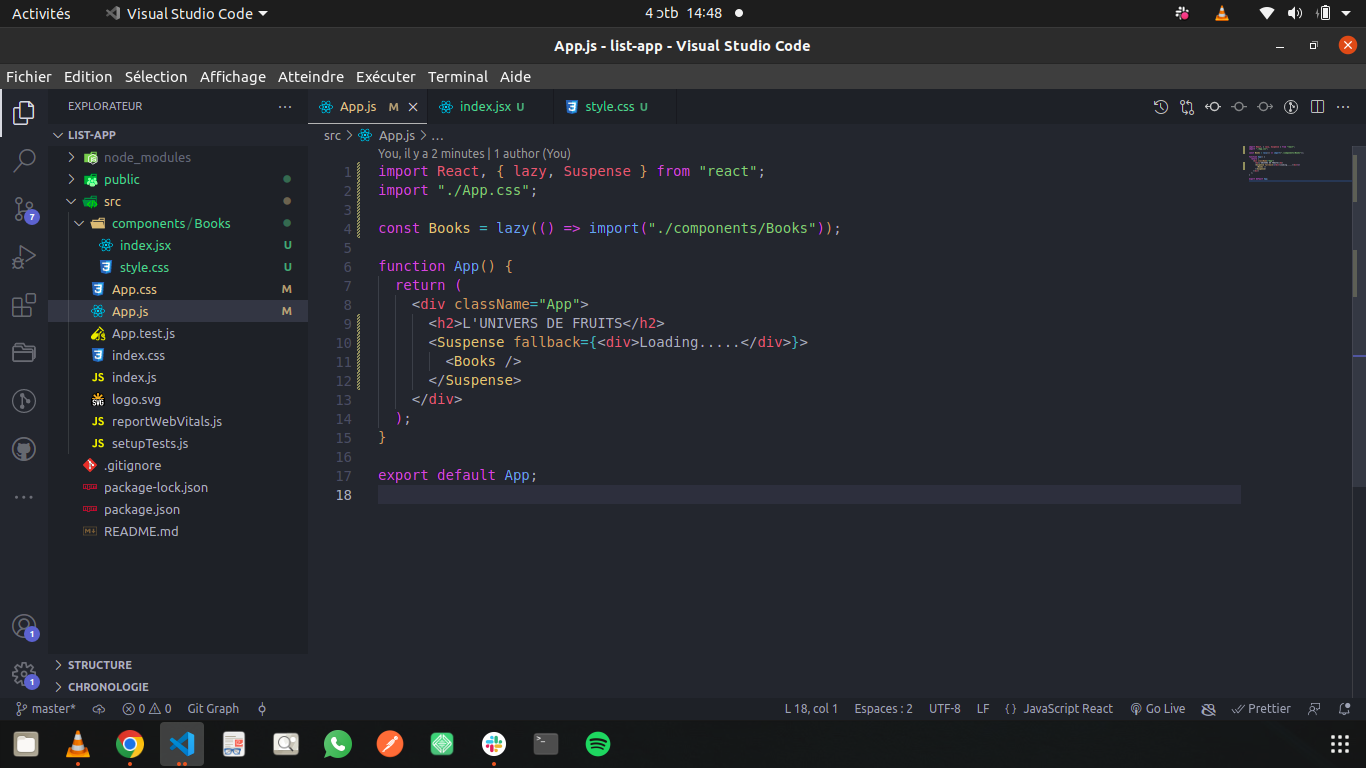 Activités
Visual Studio Code
4 ɔtb 14:48
App.js - list-app - Visual Studio Code
Fichier Edition Sélection Affichage Atteindre Exécuter Terminal Aide
EXPLORATEUR
App.js M
index.jsx U
style.css U
LIST-APP
src > App.js > ...
node_modules
public
src
components / Books
index.jsx U
style.css U
App.css M
App.js M
App.test.js
index.css
JS index.js
SVG logo.svg
JS reportWebVitals.js
JS setupTests.js
.gitignore
package-lock.json
package.json
README.md
STRUCTURE
CHRONOLOGIE
7
1
1
You, il y a 2 minutes | 1 author (You)
1 import React, { lazy, Suspense } from "react";
2 import "./App.css";
3
4 const Books = lazy(() => import("./components/Books"));
5
6 function App() {
7 return (
8 <div className="App">
9 <h2>L'UNIVERS DE FRUITS</h2>
10 <Suspense fallback={<div>Loading.....</div>}>
11 <Books />
12 </Suspense>
13 </div>
14 );
15 }
16
17 export default App;
18
master*
0 0
Git Graph
L 18, col 1
Espaces : 2
UTF-8
LF
{} JavaScript React
Go Live
Prettier